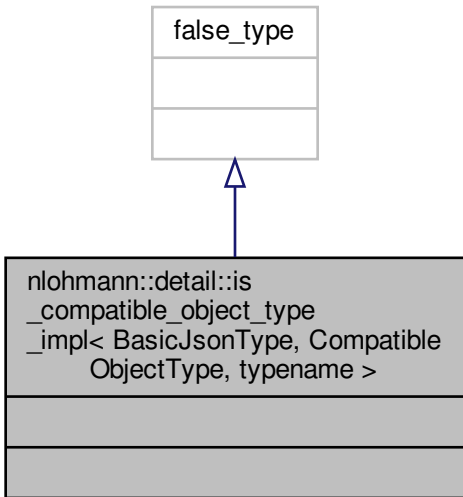 false_type
nlohmann::detail::is
_compatible_object_type
_impl< BasicJsonType, Compatible
ObjectType, typename >